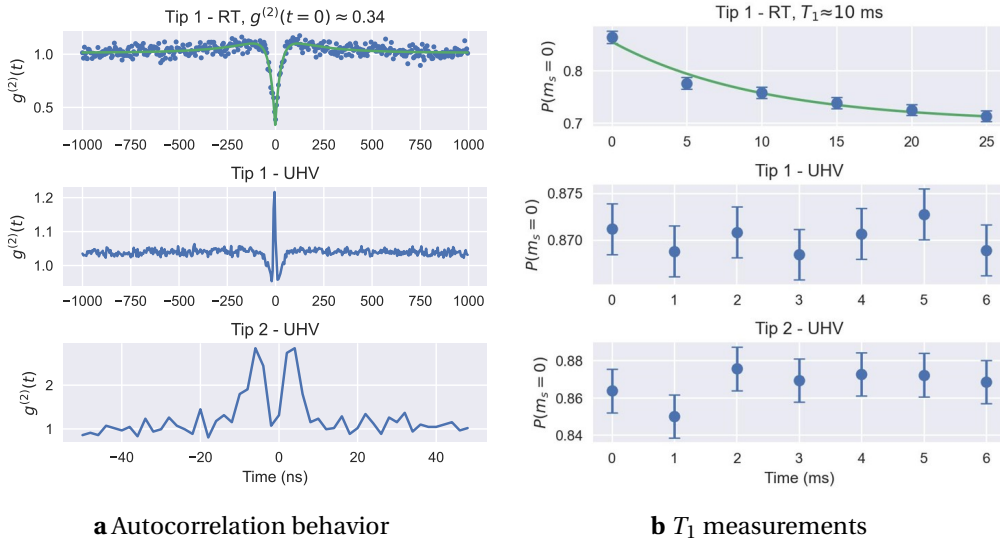 Tip 1 - RT, g^(2)(t = 0) ≈ 0.34
g^(2)(t)
1.0
0.5
−1000 −750 −500 −250 0 250 500 750 1000
Tip 1 - UHV
g^(2)(t)
1.2
1.1
1.0
−1000 −750 −500 −250 0 250 500 750 1000
Tip 2 - UHV
g^(2)(t)
2
1
−40 −20 0 20 40
Time (ns)
a Autocorrelation behavior
Tip 1 - RT, T₁≈10 ms
P(mₛ = 0)
0.8
0.7
0 5 10 15 20 25
Tip 1 - UHV
P(mₛ = 0)
0.875
0.870
0 1 2 3 4 5 6
Tip 2 - UHV
P(mₛ = 0)
0.88
0.86
0.84
0 1 2 3 4 5 6
Time (ms)
b T₁ measurements